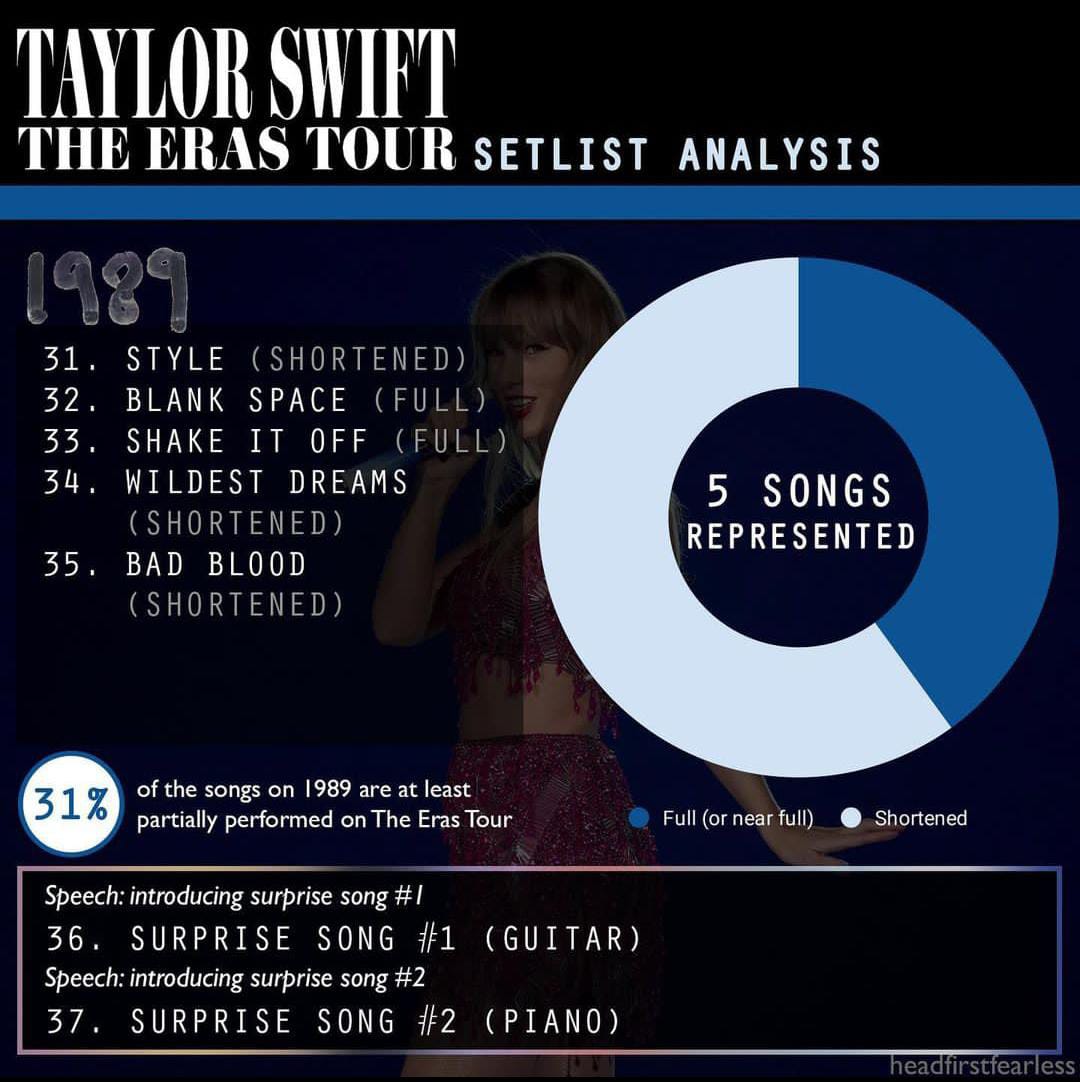 TAYLOR SWIFT
THE ERAS TOUR SETLIST ANALYSIS
1989
31. STYLE (SHORTENED)
32. BLANK SPACE (FULL)
33. SHAKE IT OFF (FULL)
34. WILDEST DREAMS
(SHORTENED)
35. BAD BLOOD
(SHORTENED)
5 SONGS
REPRESENTED
31%
of the songs on 1989 are at least
partially performed on The Eras Tour
Full (or near full)
Shortened
Speech: introducing surprise song #1
36. SURPRISE SONG #1 (GUITAR)
Speech: introducing surprise song #2
37. SURPRISE SONG #2 (PIANO)
headfirstfearless